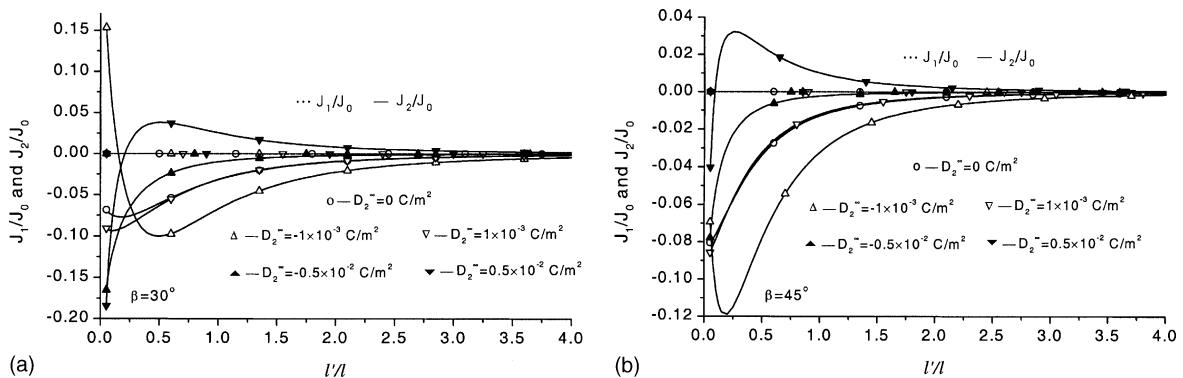 0.15
0.10
0.05
0.00
-0.05
-0.10
-0.15
-0.20
J₁/J₀ and J₂/J₀
··· J₁/J₀ — J₂/J₀
o — D₂^∞=0 C/m²
△ — D₂^∞=-1×10⁻³ C/m² ▽ — D₂^∞=1×10⁻³ C/m²
▲ — D₂^∞=-0.5×10⁻² C/m² ▼ — D₂^∞=0.5×10⁻² C/m²
β=30°
0.0 0.5 1.0 1.5 2.0 2.5 3.0 3.5 4.0
(a)
l'/l
0.04
0.02
0.00
-0.02
-0.04
-0.06
-0.08
-0.10
-0.12
J₁/J₀ and J₂/J₀
··· J₁/J₀ — J₂/J₀
o — D₂^∞=0 C/m²
△ — D₂^∞=-1×10⁻³ C/m² ▽ — D₂^∞=1×10⁻³ C/m²
▲ — D₂^∞=-0.5×10⁻² C/m² ▼ — D₂^∞=0.5×10⁻² C/m²
β=45°
0.0 0.5 1.0 1.5 2.0 2.5 3.0 3.5 4.0
(b)
l'/l